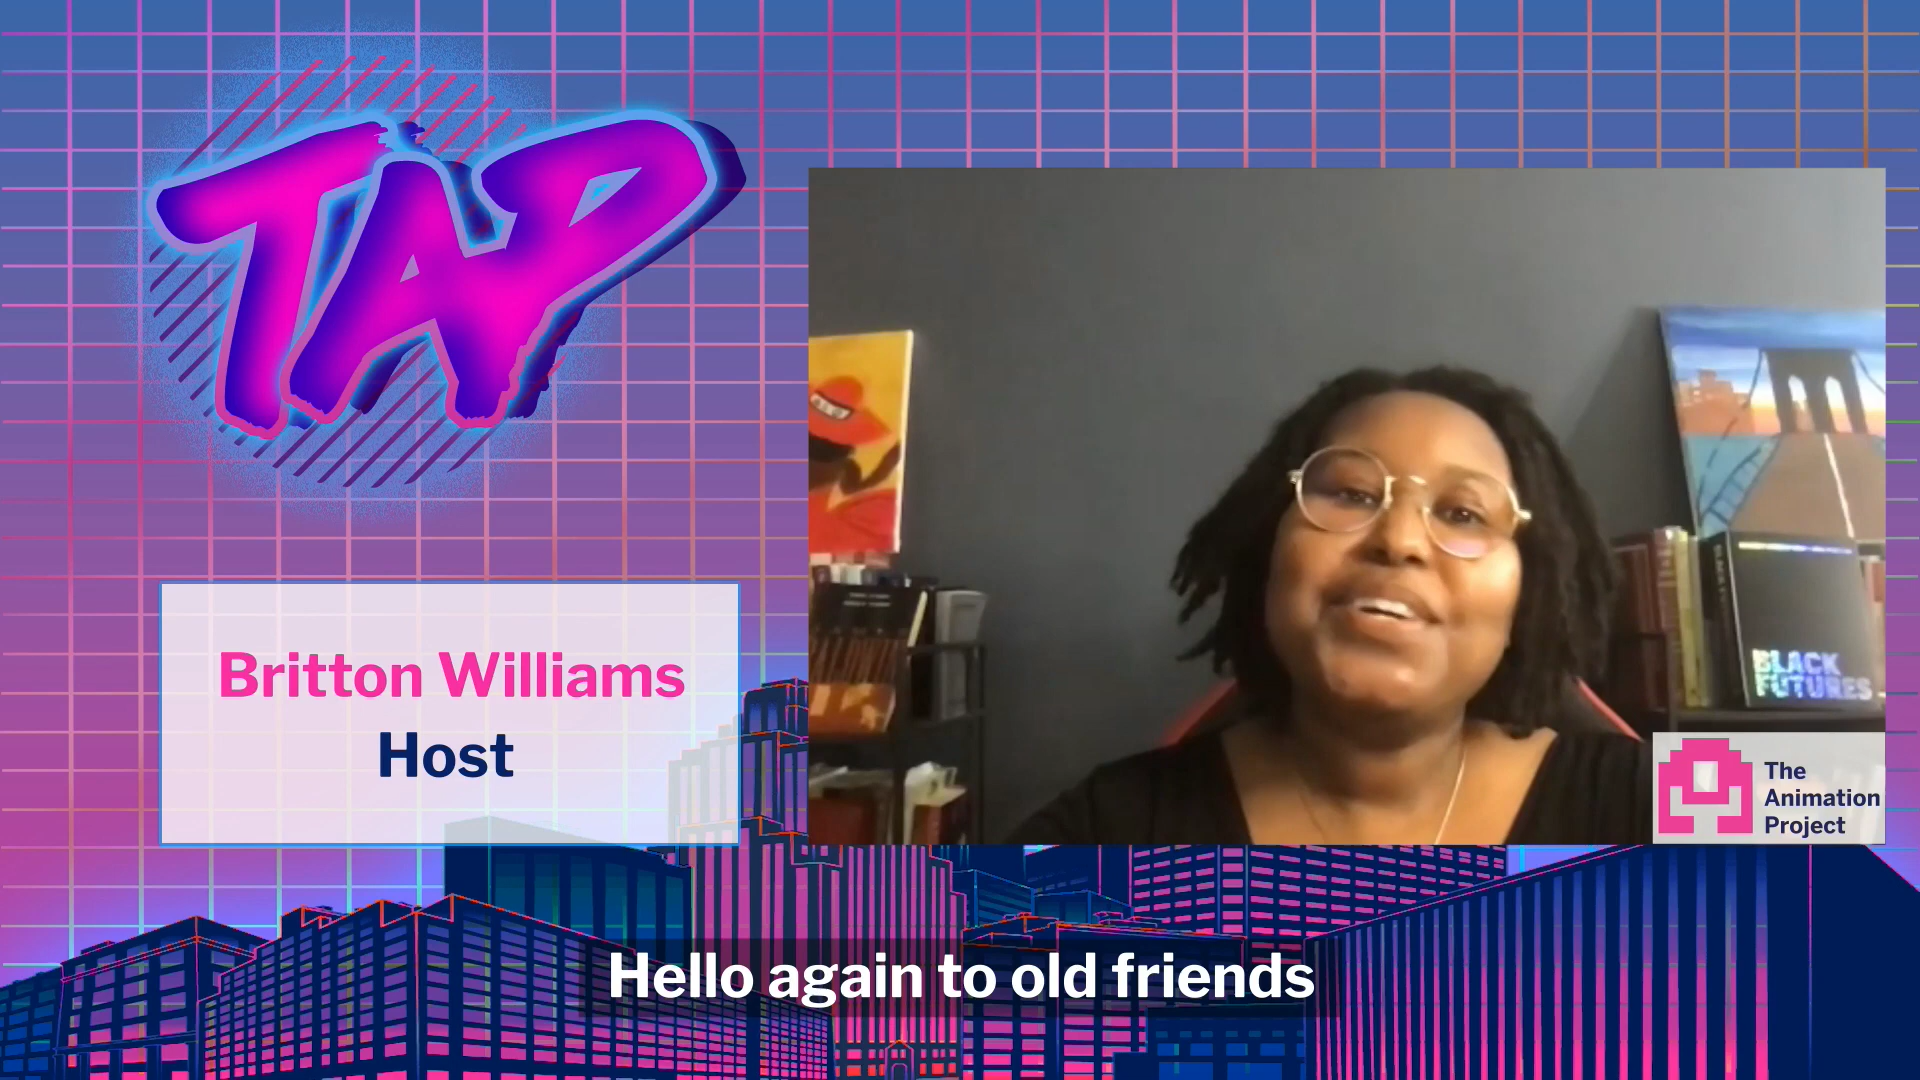 TAP
Britton Williams
Host
BLACK
FUTURES
The
Animation
Project
Hello again to old friends